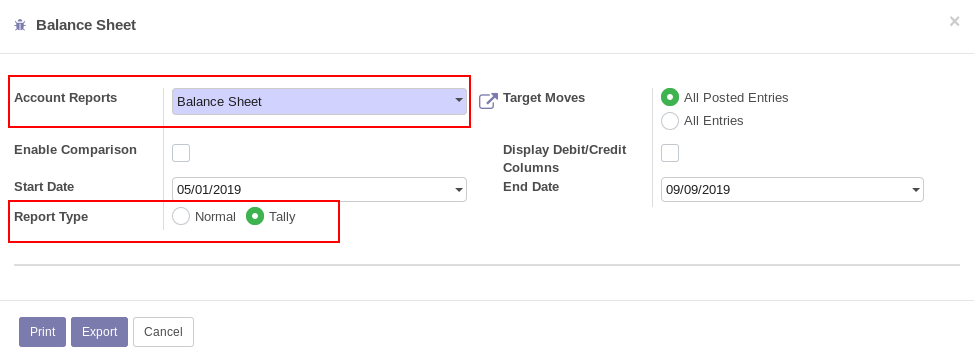 Balance Sheet
×
Account Reports
Balance Sheet
Target Moves
All Posted Entries
All Entries
Enable Comparison
Display Debit/Credit
Columns
Start Date
05/01/2019
End Date
09/09/2019
Report Type
Normal
Tally
Print
Export
Cancel